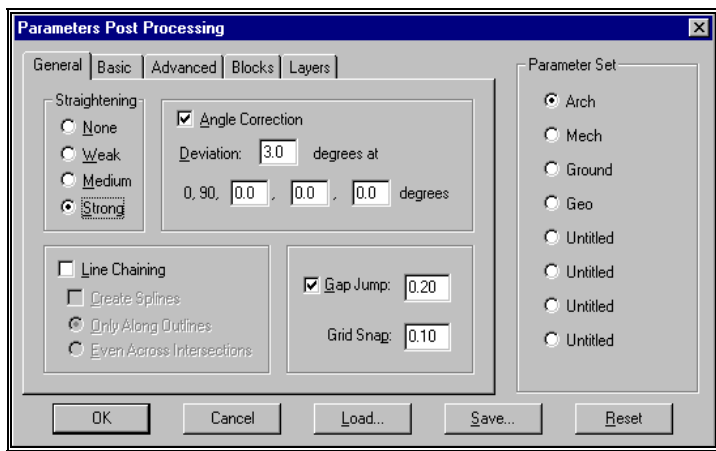 Parameters Post Processing
General Basic Advanced Blocks Layers
Straightening
None
Weak
Medium
Strong
Angle Correction
Deviation: 3.0 degrees at
0, 90, 0.0 , 0.0 , 0.0 degrees
Line Chaining
Create Splines
Only Along Outlines
Even Across Intersections
Gap Jump: 0.20
Grid Snap: 0.10
Parameter Set
Arch
Mech
Ground
Geo
Untitled
Untitled
Untitled
Untitled
OK Cancel Load... Save... Reset